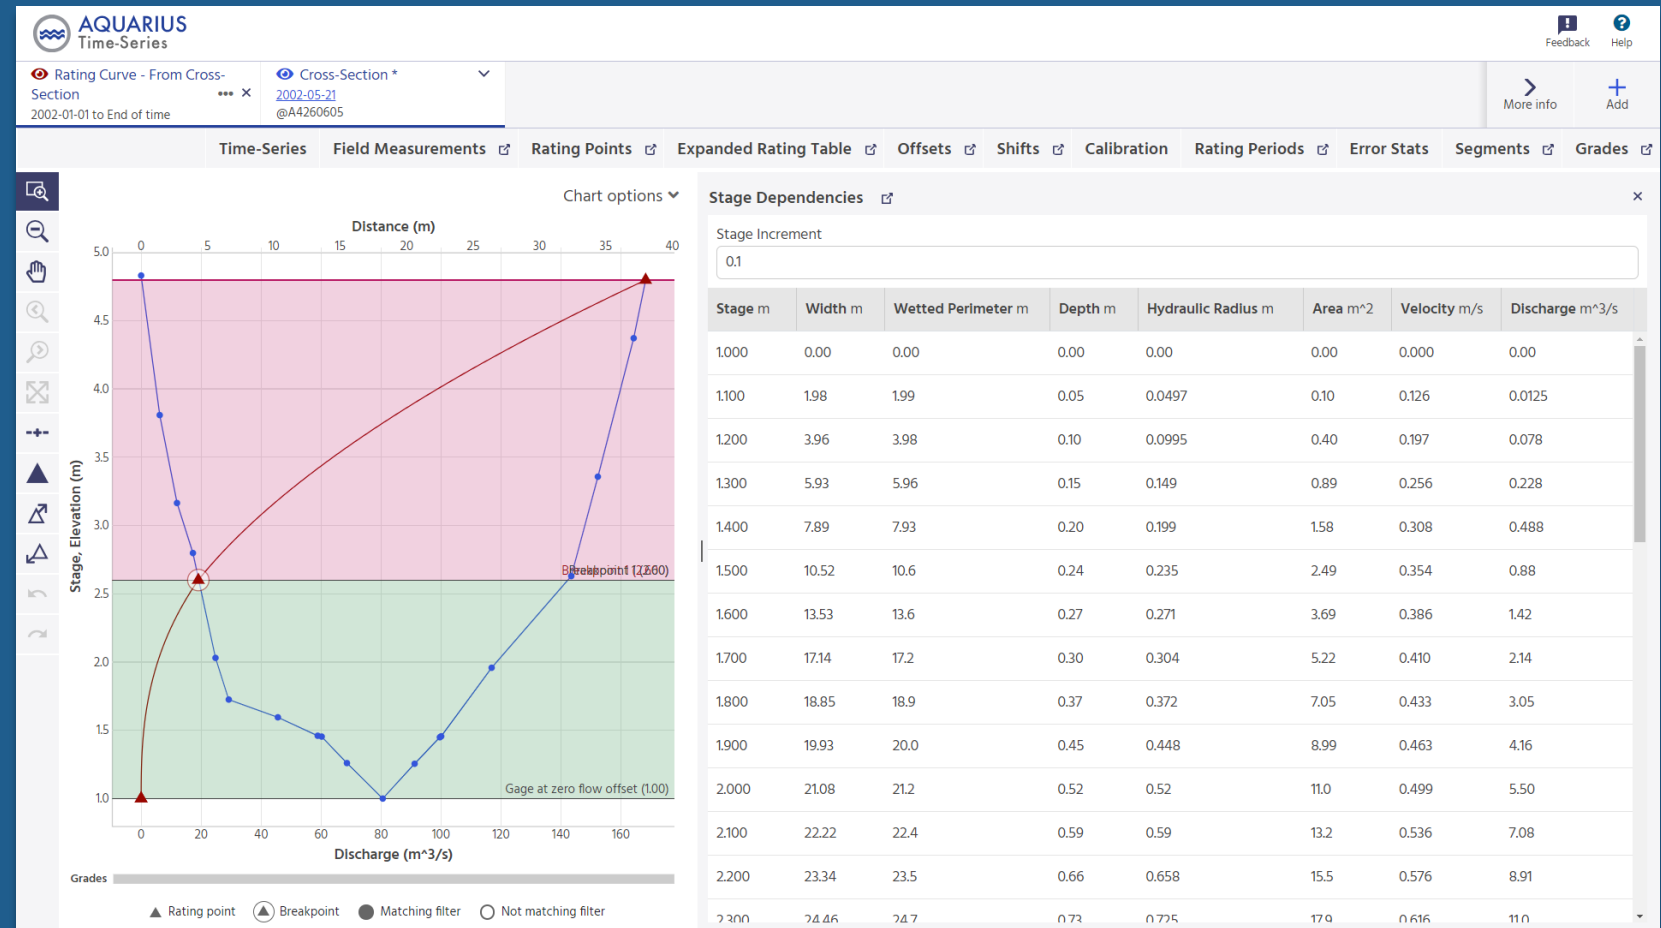 AQUARIUS
Time-Series
Feedback
Help
Rating Curve - From Cross-
Section
2002-01-01 to End of time
Cross-Section *
2002-05-21
@A4260605
More info
Add
Time-Series
Field Measurements
Rating Points
Expanded Rating Table
Offsets
Shifts
Calibration
Rating Periods
Error Stats
Segments
Grades
Chart options
Distance (m)
0 5 10 15 20 25 30 35 40
5.0
4.5
4.0
3.5
3.0
2.5
2.0
1.5
1.0
Stage, Elevation (m)
Gage at zero flow offset (1.00)
0 20 40 60 80 100 120 140 160
Discharge (m^3/s)
Grades
Rating point
Breakpoint
Matching filter
Not matching filter
Stage Dependencies
Stage Increment
0.1
Stage m Width m Wetted Perimeter m Depth m Hydraulic Radius m Area m^2 Velocity m/s Discharge m^3/s
1.000 0.00 0.00 0.00 0.00 0.00 0.000 0.00
1.100 1.98 1.99 0.05 0.0497 0.10 0.126 0.0125
1.200 3.96 3.98 0.10 0.0995 0.40 0.197 0.078
1.300 5.93 5.96 0.15 0.149 0.89 0.256 0.228
1.400 7.89 7.93 0.20 0.199 1.58 0.308 0.488
1.500 10.52 10.6 0.24 0.235 2.49 0.354 0.88
1.600 13.53 13.6 0.27 0.271 3.69 0.386 1.42
1.700 17.14 17.2 0.30 0.304 5.22 0.410 2.14
1.800 18.85 18.9 0.37 0.372 7.05 0.433 3.05
1.900 19.93 20.0 0.45 0.448 8.99 0.463 4.16
2.000 21.08 21.2 0.52 0.52 11.0 0.499 5.50
2.100 22.22 22.4 0.59 0.59 13.2 0.536 7.08
2.200 23.34 23.5 0.66 0.658 15.5 0.576 8.91
2.300 24.46 24.7 0.73 0.725 17.9 0.616 11.0